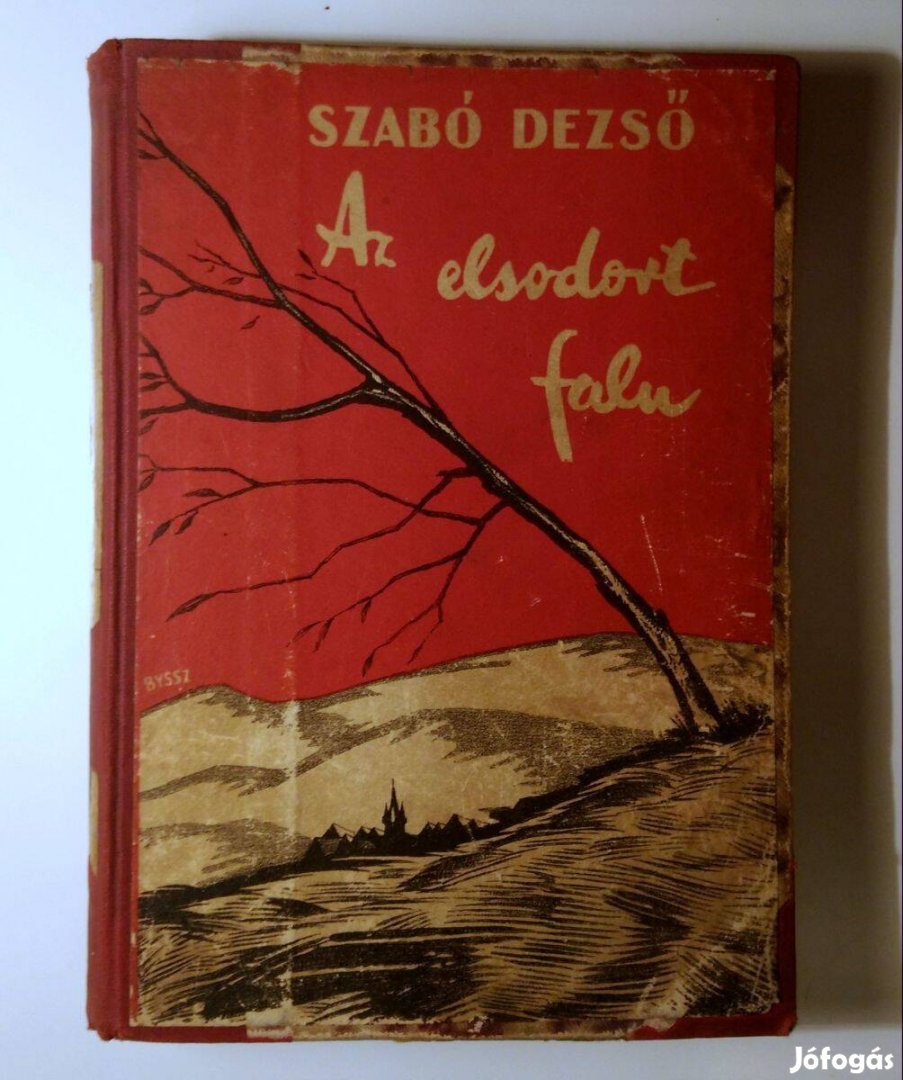 SZABÓ DEZSŐ
Az
elsodort
falu
BYSSZ
Jófogás